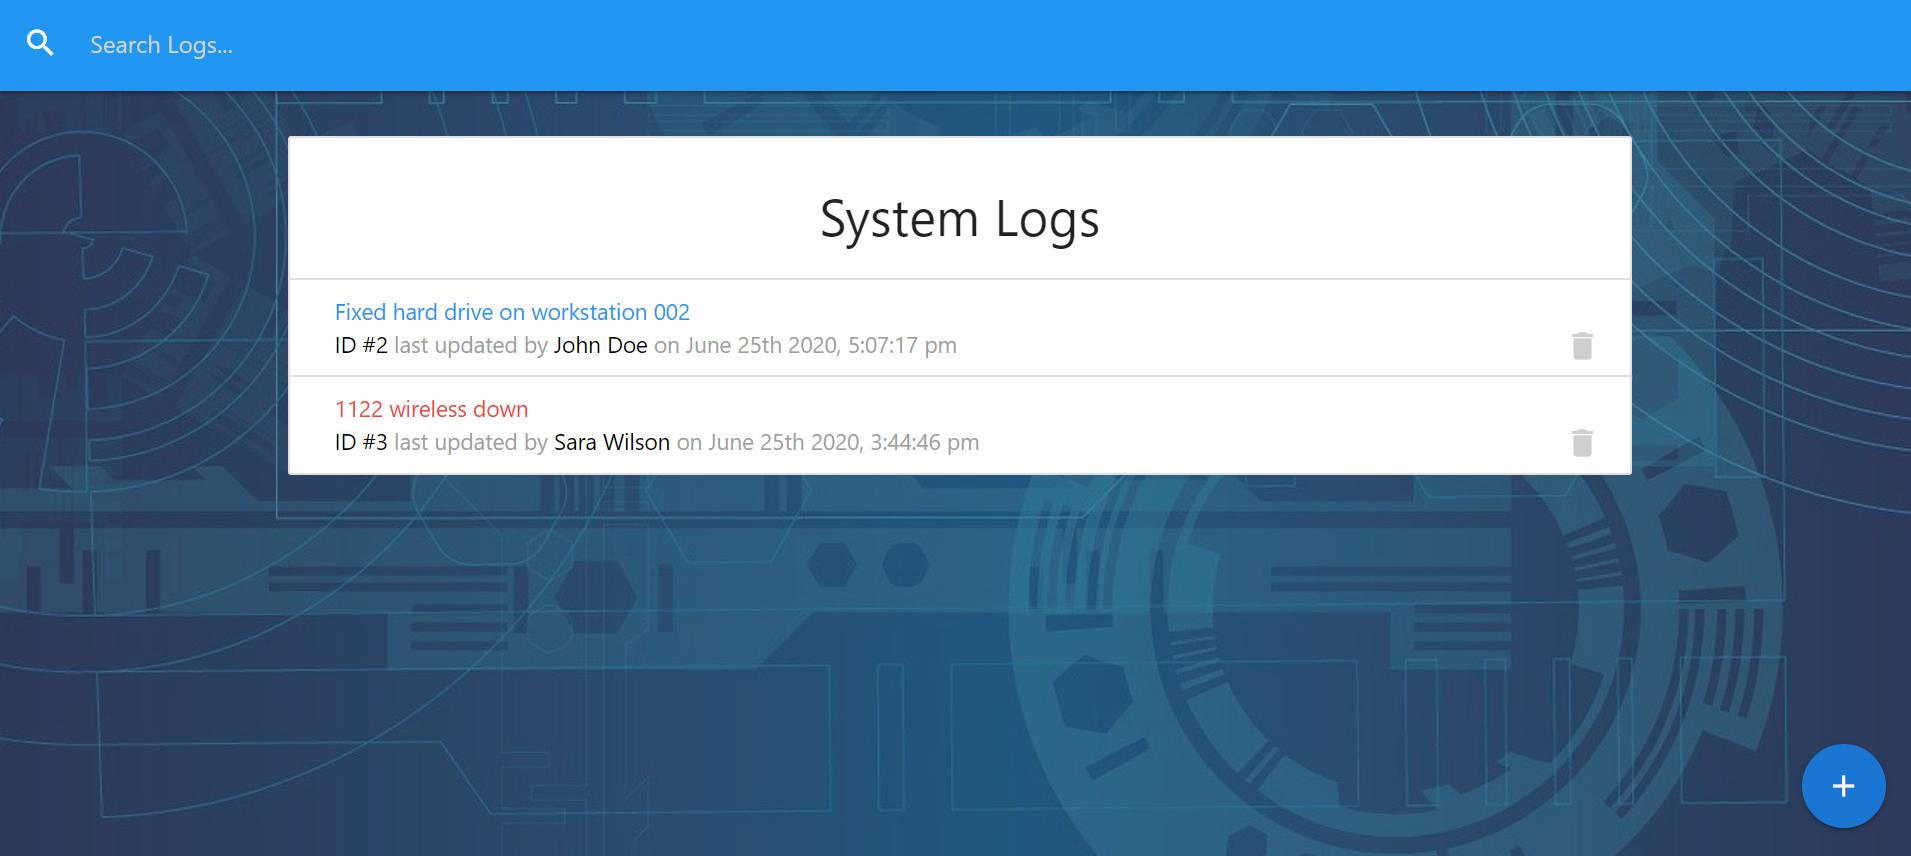 Search Logs...
System Logs
Fixed hard drive on workstation 002
ID #2 last updated by John Doe on June 25th 2020, 5:07:17 pm
1122 wireless down
ID #3 last updated by Sara Wilson on June 25th 2020, 3:44:46 pm